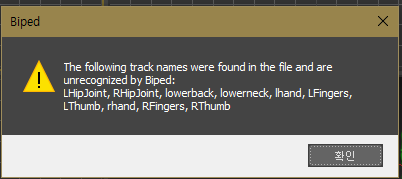 Biped
The following track names were found in the file and are
unrecognized by Biped:
LHipJoint, RHipJoint, lowerback, lowerneck, lhand, LFingers,
LThumb, rhand, RFingers, RThumb
확인